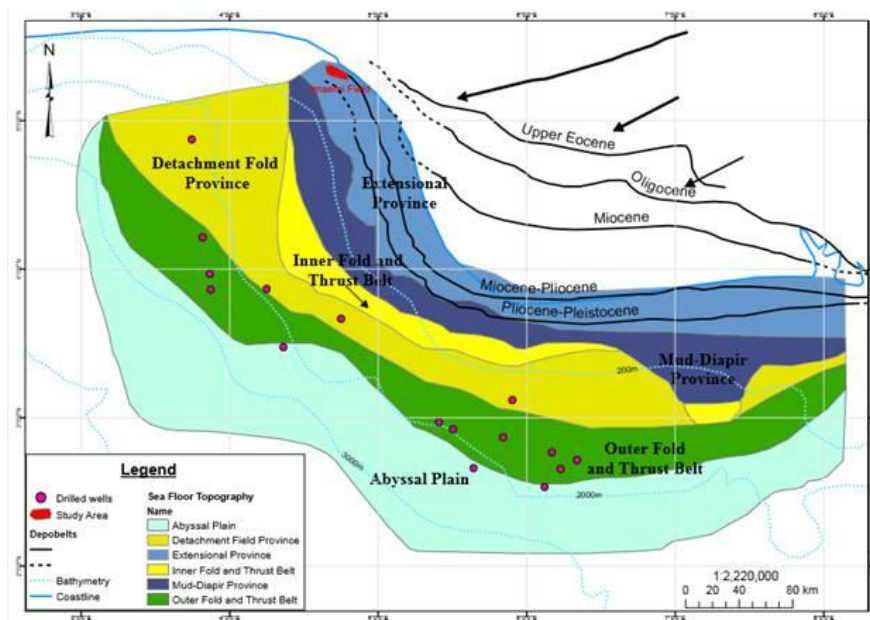 N
Field
Upper Eocene
Detachment Fold
Province
Extensional
Province
Oligocene
Miocene
Inner Fold and
Thrust Belt
Miocene-Pliocene
Pliocene-Pleistocene
Mud-Diapir
Province
200m
Outer Fold
and Thrust Belt
Abyssal Plain
3000m
2000m
Legend
Drilled wells
Study Area
Depobelts
Bathymetry
Coastline
Sea Floor Topography
Name
Abyssal Plain
Detachment Field Province
Extensional Province
Inner Fold and Thrust Belt
Mud-Diapir Province
Outer Fold and Thrust Belt
1:2,220,000
0 20 40 80 km